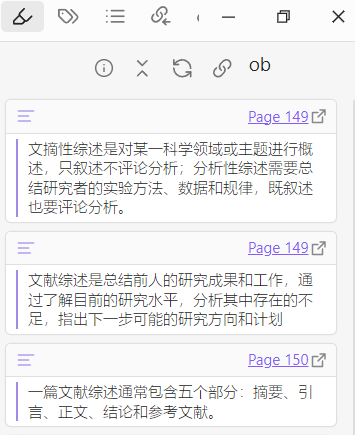 ob
Page 149
文摘性综述是对某一科学领域或主题进行概
述，只叙述不评论分析；分析性综述需要总
结研究者的实验方法、数据和规律，既叙述
也要评论分析。
Page 149
文献综述是总结前人的研究成果和工作，通
过了解目前的研究水平，分析其中存在的不
足，指出下一步可能的研究方向和计划
Page 150
一篇文献综述通常包含五个部分：摘要、引
言、正文、结论和参考文献。